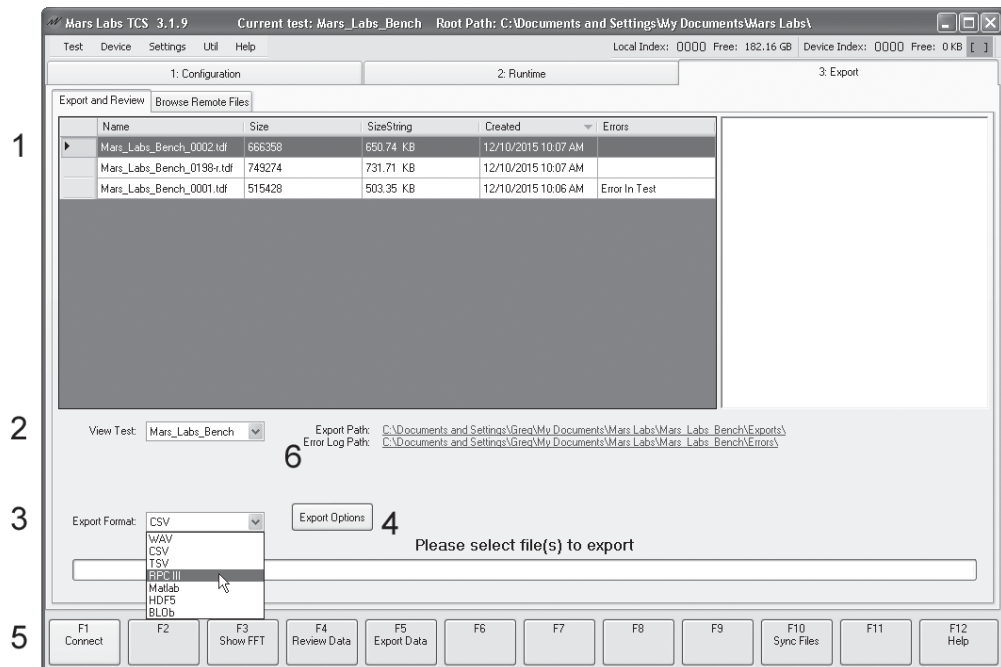 Mars Labs TCS 3.1.9 Current test: Mars_Labs_Bench Root Path: C:\Documents and Settings\My Documents\Mars Labs\
Test Device Settings Util Help Local Index: 0000 Free: 182.16 GB Device Index: 0000 Free: 0 KB [ ]
1: Configuration 2: Runtime 3: Export
Export and Review Browse Remote Files
Name Size SizeString Created Errors
1
Mars_Labs_Bench_0002.tdf 666358 650.74 KB 12/10/2015 10:07 AM
Mars_Labs_Bench_0198-r.tdf 749274 731.71 KB 12/10/2015 10:07 AM
Mars_Labs_Bench_0001.tdf 515428 503.35 KB 12/10/2015 10:06 AM Error In Test
2 View Test: Mars_Labs_Bench Export Path: C:\Documents and Settings\Greg\My Documents\Mars Labs\Mars_Labs_Bench\Exports\
Error Log Path: C:\Documents and Settings\Greg\My Documents\Mars Labs\Mars_Labs_Bench\Errors\
6
3 Export Format: CSV Export Options 4
WAV
Please select file(s) to export
CSV
TSV
RPC III
Matlab
HDF5
BLOb
5
F1 F2 F3 F4 F5 F6 F7 F8 F9 F10 F11 F12
Connect Show FFT Review Data Export Data Sync Files Help